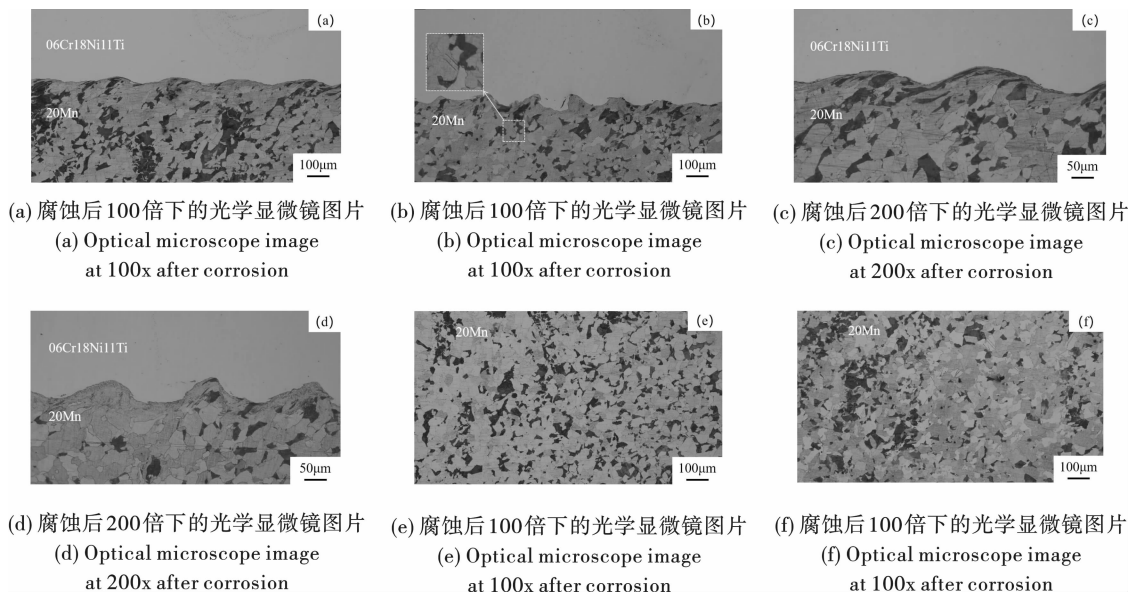 (a)
06Cr18Ni11Ti
20Mn
100μm
(b)
20Mn
100μm
(c)
06Cr18Ni11Ti
20Mn
50μm
(a) 腐蚀后100倍下的光学显微镜图片
(a) Optical microscope image
at 100x after corrosion
(b) 腐蚀后100倍下的光学显微镜图片
(b) Optical microscope image
at 100x after corrosion
(c) 腐蚀后200倍下的光学显微镜图片
(c) Optical microscope image
at 200x after corrosion
(d)
06Cr18Ni11Ti
20Mn
50μm
(e)
20Mn
100μm
(f)
20Mn
100μm
(d) 腐蚀后200倍下的光学显微镜图片
(d) Optical microscope image
at 200x after corrosion
(e) 腐蚀后100倍下的光学显微镜图片
(e) Optical microscope image
at 100x after corrosion
(f) 腐蚀后100倍下的光学显微镜图片
(f) Optical microscope image
at 100x after corrosion